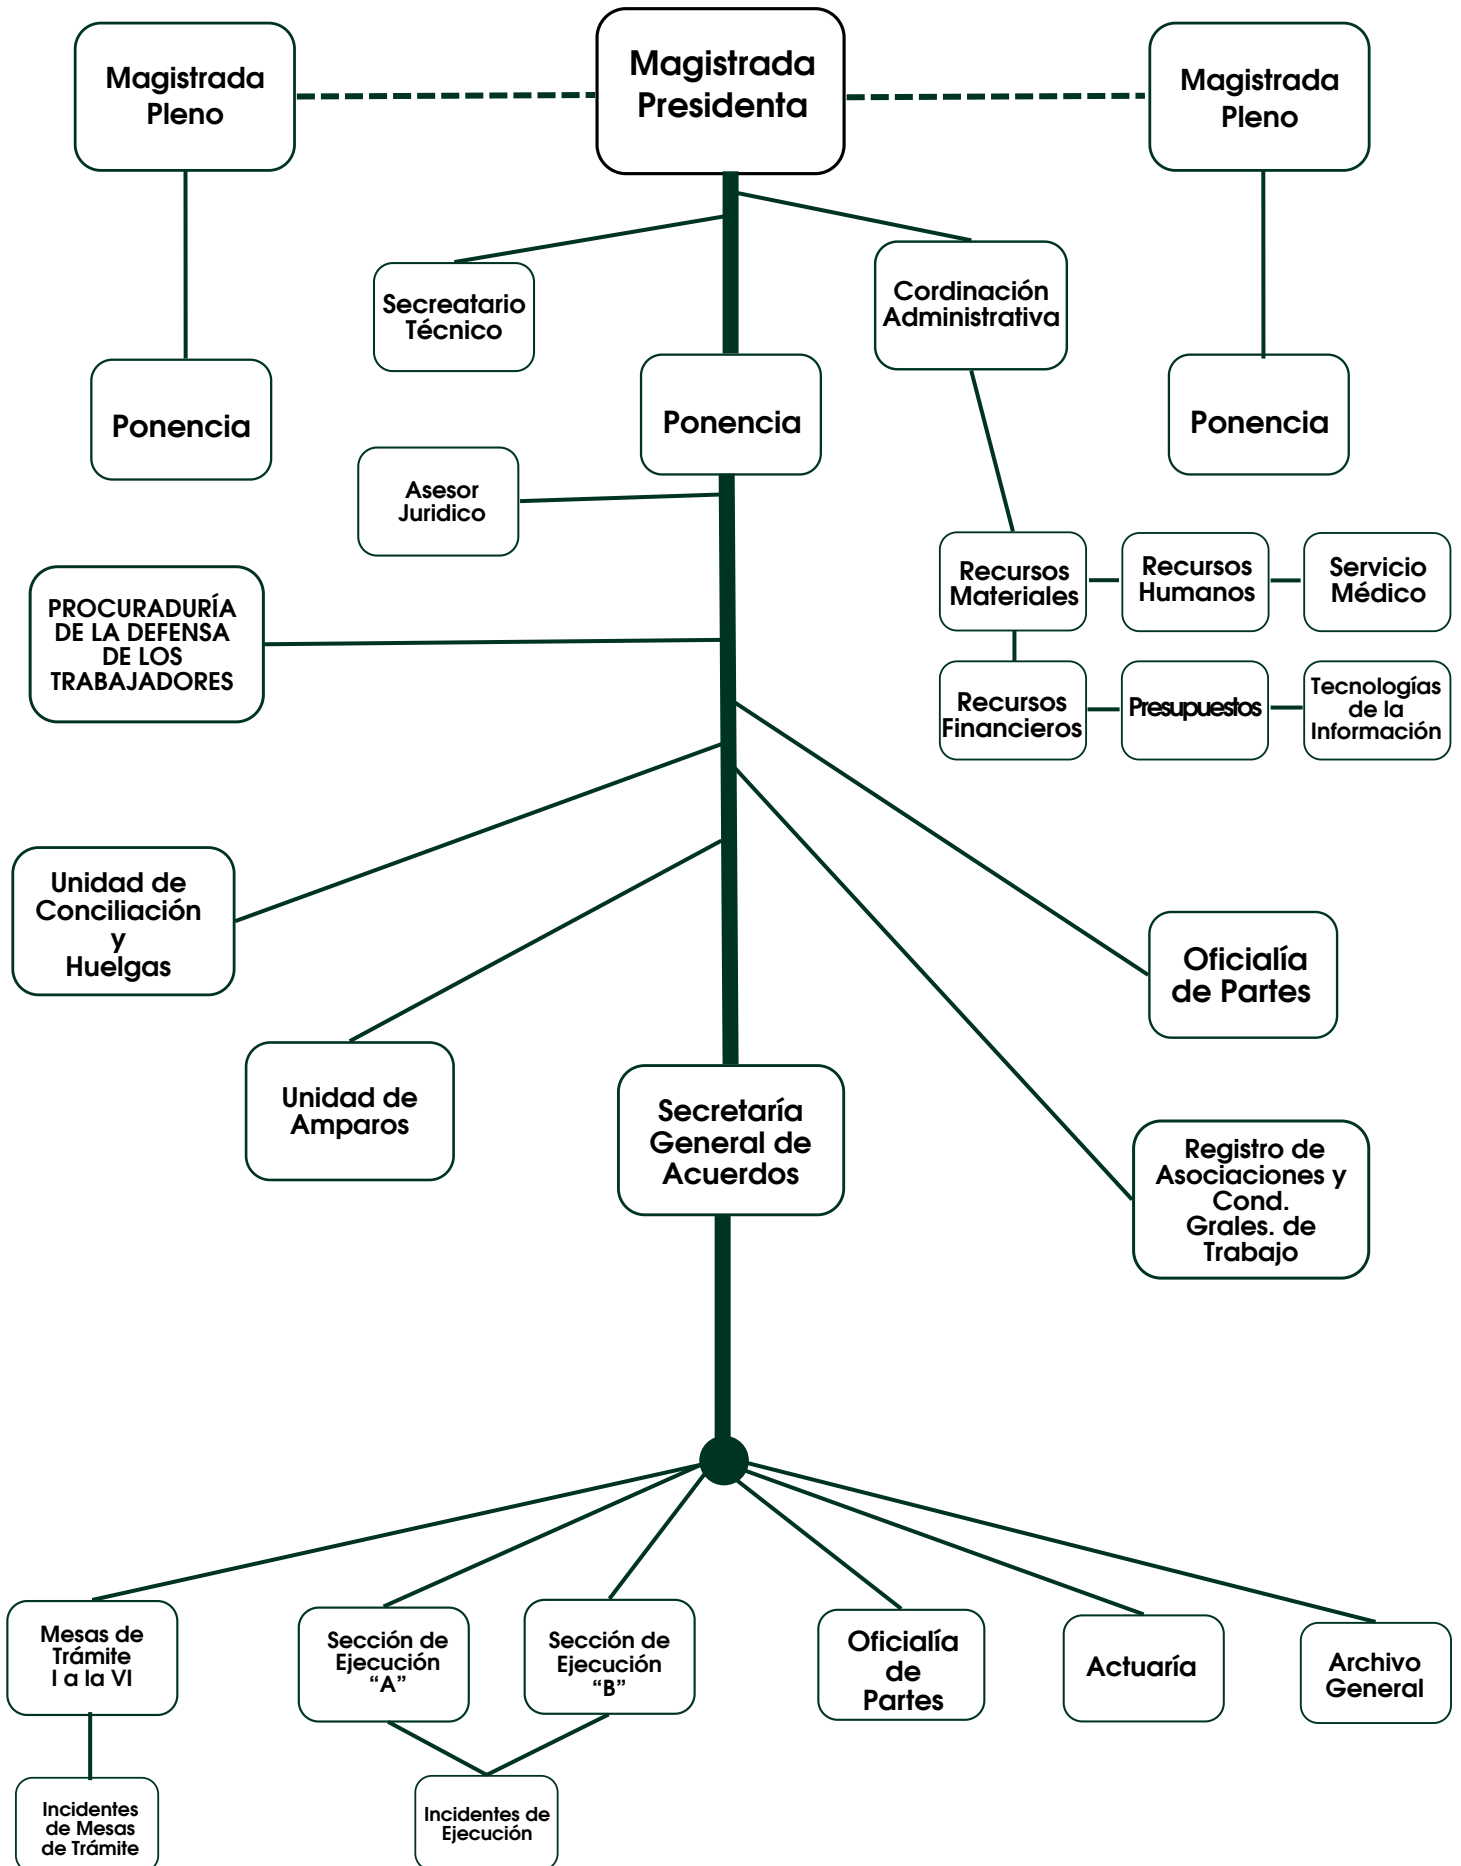 Magistrada
Pleno
Magistrada
Presidenta
Magistrada
Pleno
Secreatario
Técnico
Cordinación
Administrativa
Ponencia
Ponencia
Ponencia
Asesor
Juridico
PROCURADURÍA
DE LA DEFENSA
DE LOS
TRABAJADORES
Recursos
Materiales
Recursos
Humanos
Servicio
Médico
Recursos
Financieros
Presupuestos
Tecnologías
de la
Información
Unidad de
Conciliación
y
Huelgas
Oficialía
de Partes
Unidad de
Amparos
Secretaría
General de
Acuerdos
Registro de
Asociaciones y
Cond.
Grales. de
Trabajo
Mesas de
Trámite
I a la VI
Sección de
Ejecución
“A”
Sección de
Ejecución
“B”
Oficialía
de
Partes
Actuaría
Archivo
General
Incidentes
de Mesas
de Trámite
Incidentes de
Ejecución